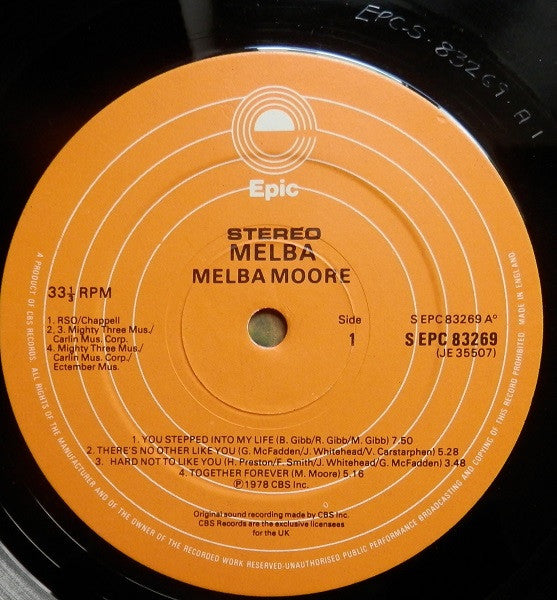 EPC-S. 83269. A1
Epic
STEREO
MELBA
MELBA MOORE
33⅓ RPM
1. RSO/Chappell
2, 3. Mighty Three Mus./
Carlin Mus. Corp.
4. Mighty Three Mus./
Carlin Mus. Corp./
Ectember Mus.
Side
1
S EPC 83269 Aº
S EPC 83269
(JE 35507)
1. YOU STEPPED INTO MY LIFE (B. Gibb/R. Gibb/M. Gibb) 7.50
2. THERE'S NO OTHER LIKE YOU (G. McFadden/J. Whitehead/V. Carstarphen) 5.28
3. HARD NOT TO LIKE YOU (H. Preston/F. Smith/J. Whitehead/G. McFadden) 3.48
4. TOGETHER FOREVER (M. Moore) 5.16
℗1978 CBS Inc.
Original sound recording made by CBS Inc.
CBS Records are the exclusive licensees
for the UK
A PRODUCT OF CBS RECORDS. ALL RIGHTS OF THE MANUFACTURER AND OF THE OWNER OF THE RECORDED WORK RESERVED-UNAUTHORISED PUBLIC PERFORMANCE BROADCASTING AND COPYING OF THIS RECORD PROHIBITED. MADE IN ENGLAND